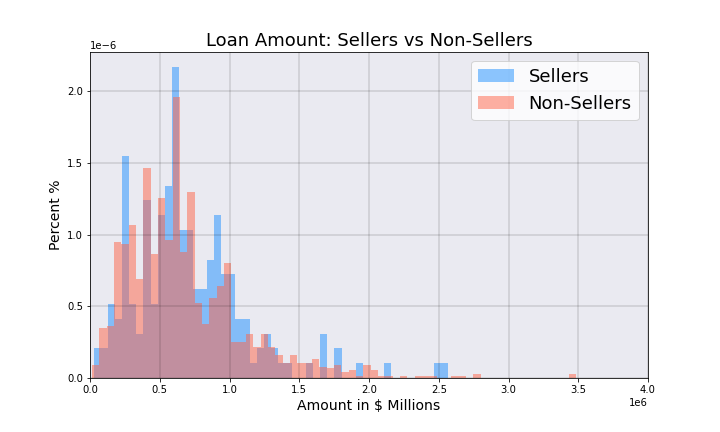 Loan Amount: Sellers vs Non-Sellers
1e−6
Sellers
Non-Sellers
2.0
1.5
1.0
0.5
0.0
Percent %
0.0 0.5 1.0 1.5 2.0 2.5 3.0 3.5 4.0
1e6
Amount in $ Millions